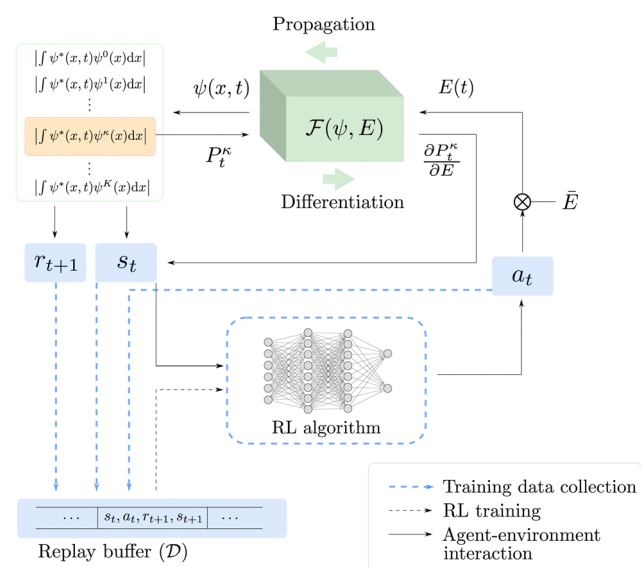 Propagation
|∫ψ*(x,t)ψ⁰(x)dx|
|∫ψ*(x,t)ψ¹(x)dx|
⋮
|∫ψ*(x,t)ψ^κ(x)dx|
⋮
|∫ψ*(x,t)ψ^K(x)dx|
ψ(x,t)
P_t^κ
F(ψ, E)
E(t)
∂P_t^κ/∂E
Differentiation
⊗ Ē
r_{t+1}
s_t
a_t
RL algorithm
··· s_t, a_t, r_{t+1}, s_{t+1} ···
Replay buffer (𝒟)
Training data collection
RL training
Agent-environment
interaction